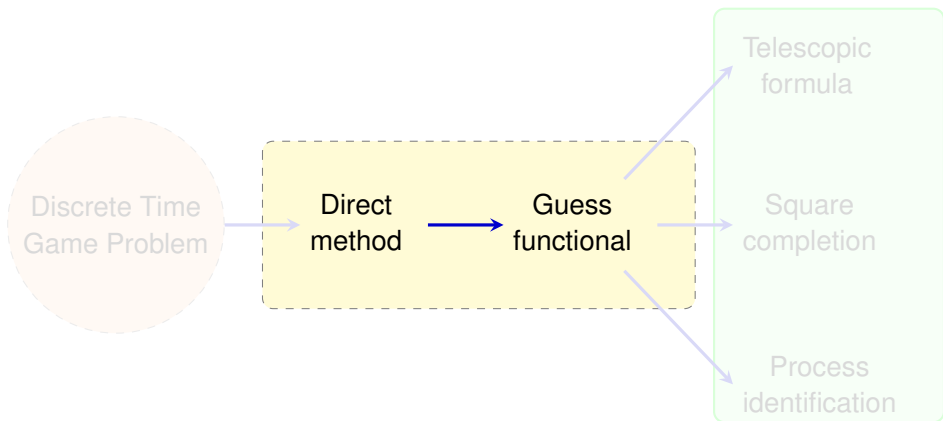 Discrete Time
Game Problem
Direct
method
Guess
functional
Telescopic
formula
Square
completion
Process
identification